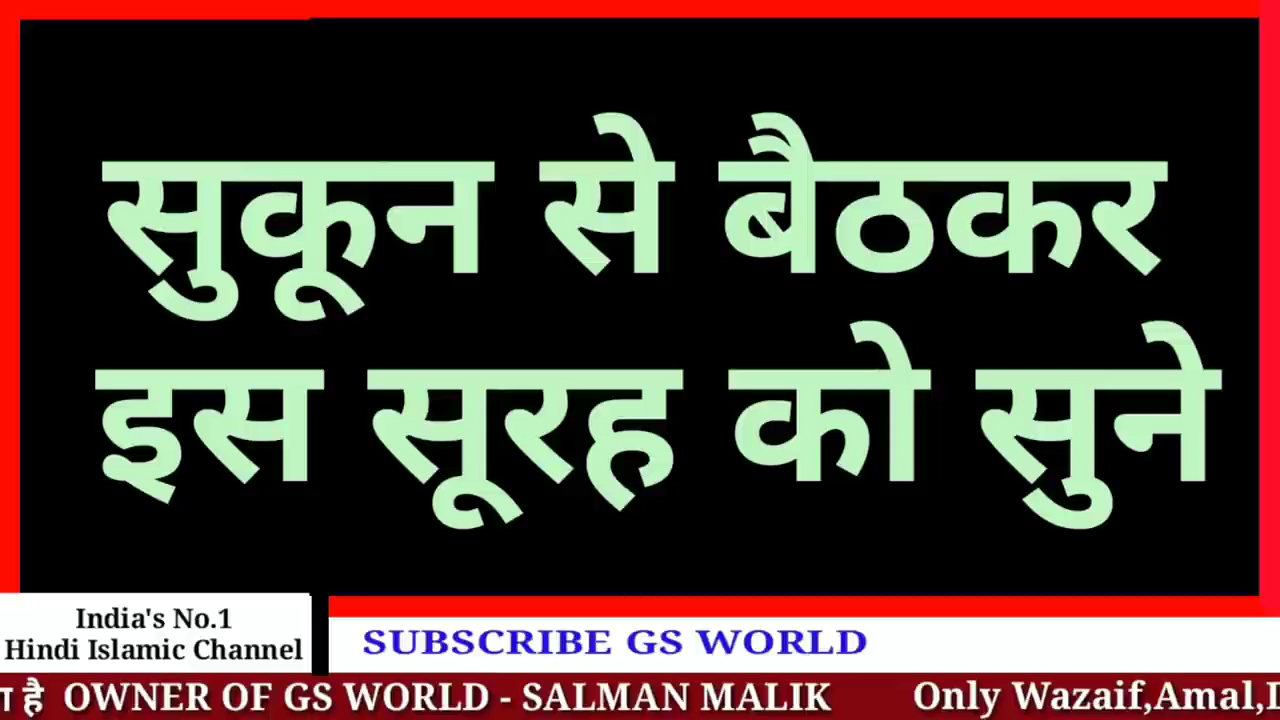 सुकून से बैठकर
इस सूरह को सुने
India's No.1
Hindi Islamic Channel
SUBSCRIBE GS WORLD
है OWNER OF GS WORLD - SALMAN MALIK Only Wazaif,Amal,